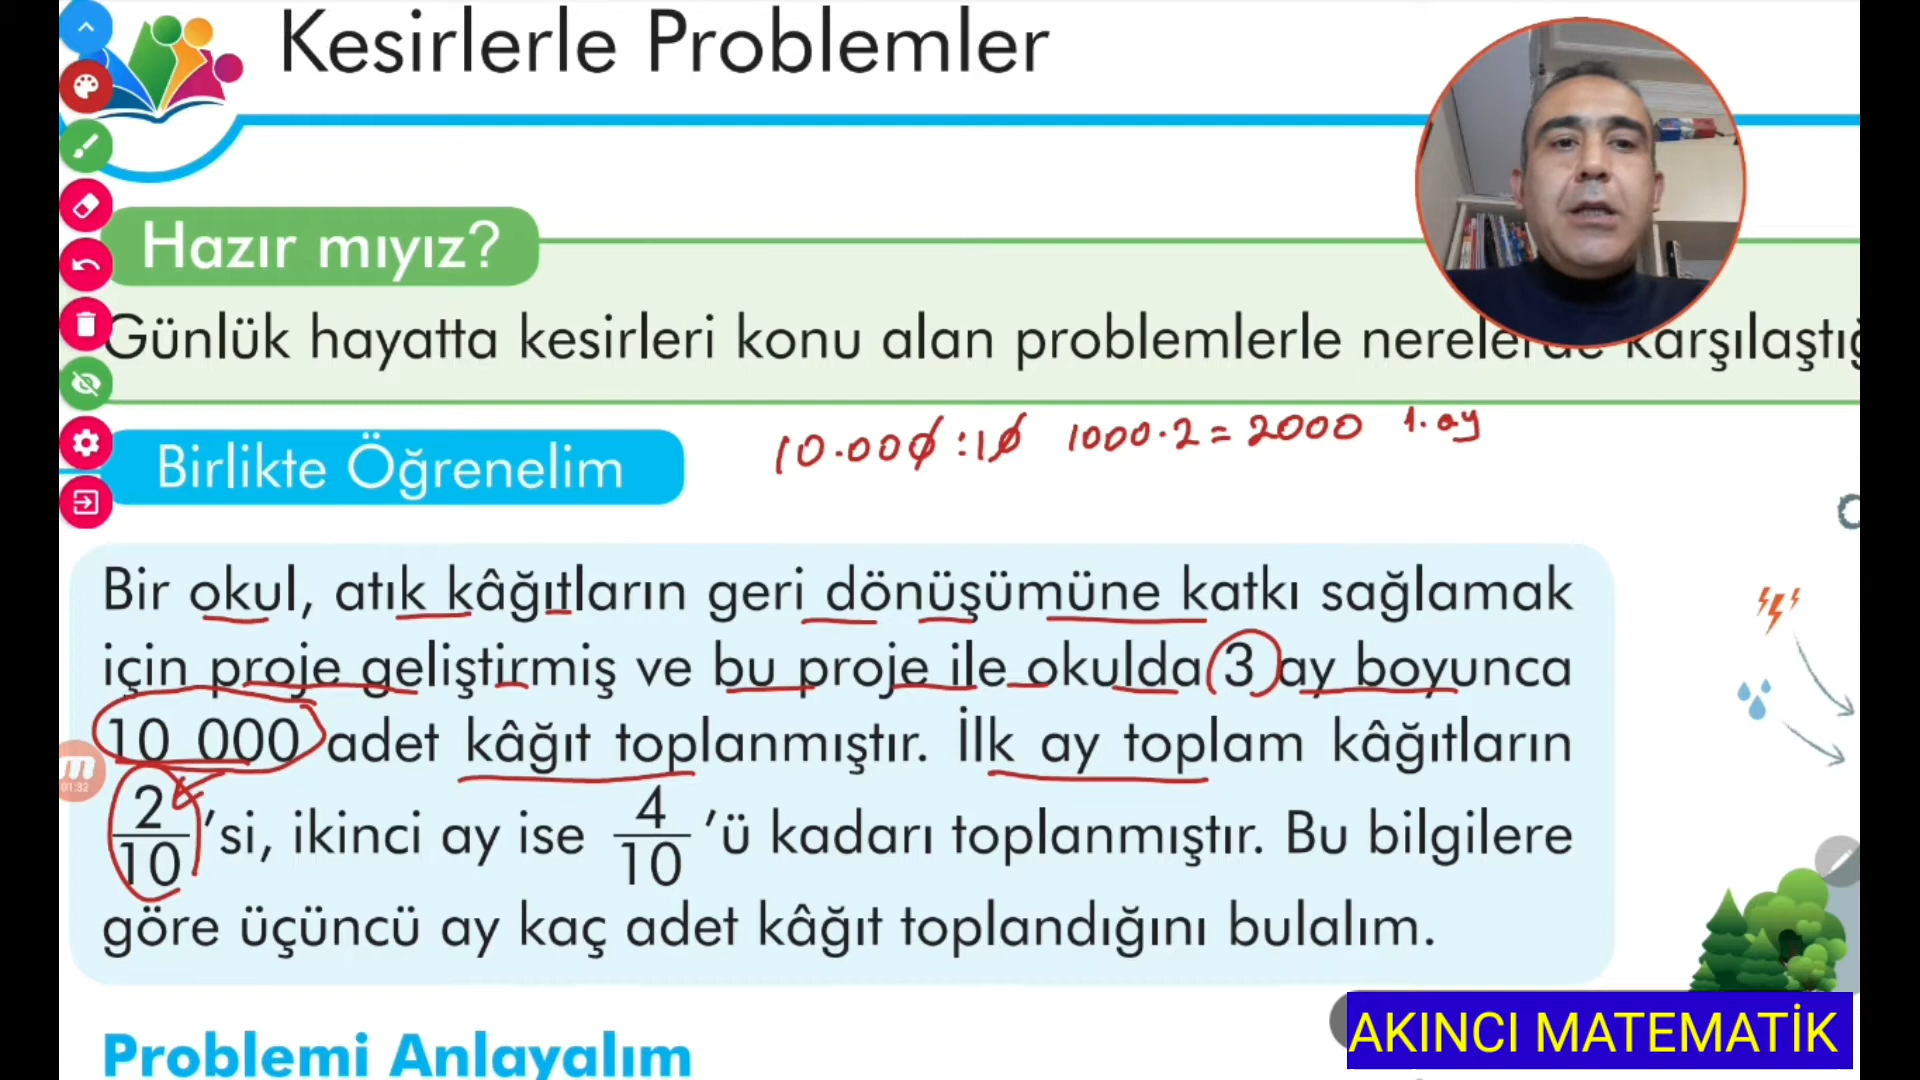 Kesirlerle Problemler
Hazır mıyız?
Günlük hayatta kesirleri konu alan problemlerle karşılaştığ
10.000:10 1000.2=2000 1.ay
Birlikte Öğrenelim
Bir okul, atık kâğıtların geri dönüşümüne katkı sağlamak
için proje geliştirmiş ve bu proje ile okulda 3 ay boyunca
10 000 adet kâğıt toplanmıştır. İlk ay toplam kâğıtların
2/10 'si, ikinci ay ise 4/10 'ü kadarı toplanmıştır. Bu bilgilere
göre üçüncü ay kaç adet kâğıt toplandığını bulalım.
01:32
Problemi Anlayalım
AKINCI MATEMATİK